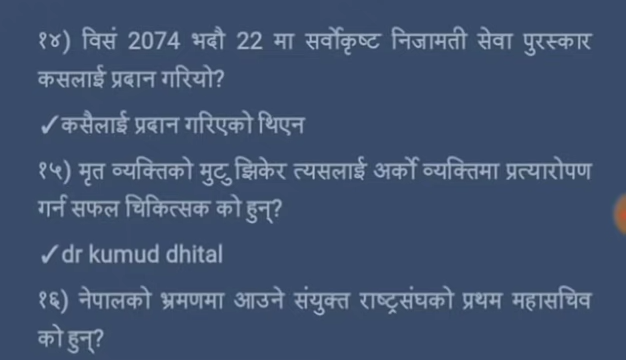 १४) विसं 2074 भदौ 22 मा सर्वोकृष्ट निजामती सेवा पुरस्कार
कसलाई प्रदान गरियो?
✓कसैलाई प्रदान गरिएको थिएन
१५) मृत व्यक्तिको मुटु झिकेर त्यसलाई अर्को व्यक्तिमा प्रत्यारोपण
गर्न सफल चिकित्सक को हुन्?
✓dr kumud dhital
१६) नेपालको भ्रमणमा आउने संयुक्त राष्ट्रसंघको प्रथम महासचिव
को हुन्?